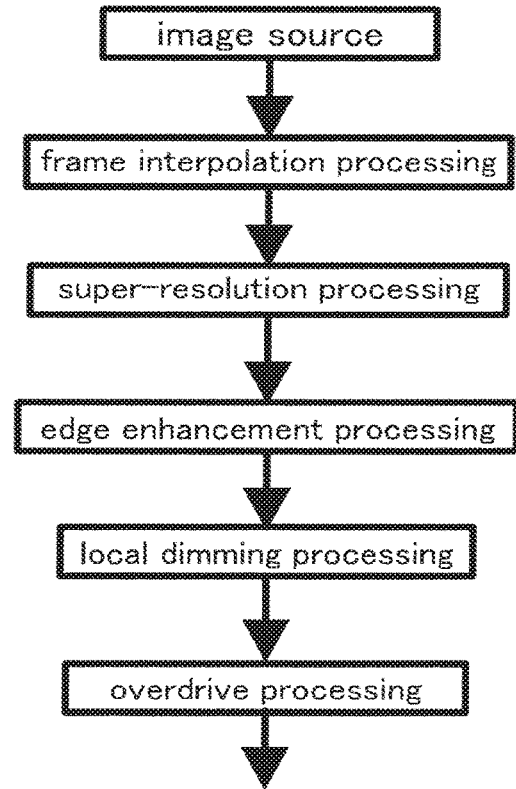 image source
frame interpolation processing
super-resolution processing
edge enhancement processing
local dimming processing
overdrive processing